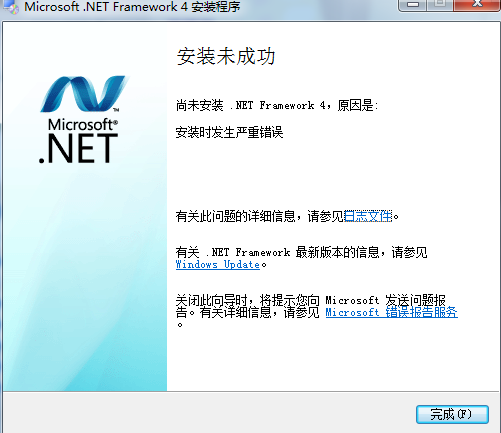 Microsoft .NET Framework 4 安装程序
安装未成功
尚未安装 .NET Framework 4，原因是:
安装时发生严重错误
Microsoft®
.NET
™
有关此问题的详细信息，请参见日志文件。
有关 .NET Framework 最新版本的信息，请参见
Windows Update。
关闭此向导时，将提示您向 Microsoft 发送问题报
告。有关详细信息，请参见 Microsoft 错误报告服务
。
完成(F)